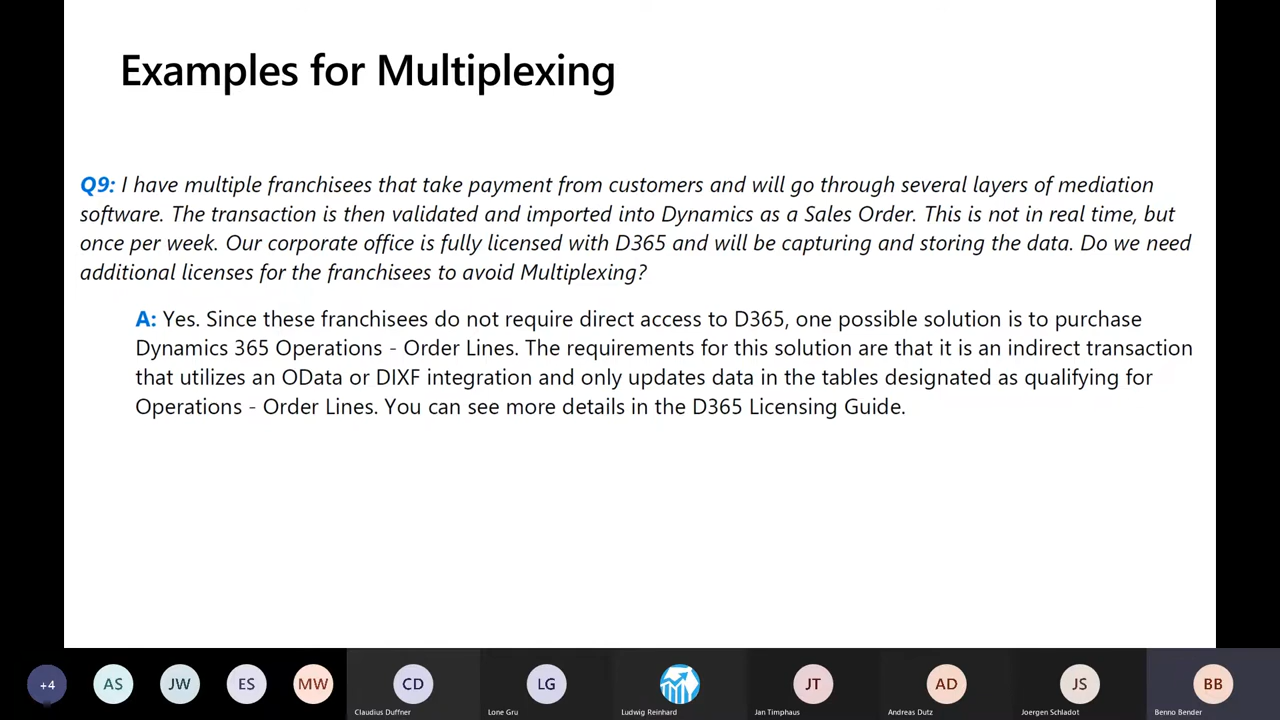 Examples for Multiplexing
Q9: I have multiple franchisees that take payment from customers and will go through several layers of mediation
software. The transaction is then validated and imported into Dynamics as a Sales Order. This is not in real time, but
once per week. Our corporate office is fully licensed with D365 and will be capturing and storing the data. Do we need
additional licenses for the franchisees to avoid Multiplexing?
A: Yes. Since these franchisees do not require direct access to D365, one possible solution is to purchase
Dynamics 365 Operations - Order Lines. The requirements for this solution are that it is an indirect transaction
that utilizes an OData or DIXF integration and only updates data in the tables designated as qualifying for
Operations - Order Lines. You can see more details in the D365 Licensing Guide.
+4 AS JW ES MW CD LG JT AD JS BB
Claudius Duffner Lone Gru Ludwig Reinhard Jan Timphaus Andreas Dutz Joergen Schladot Benno Bender